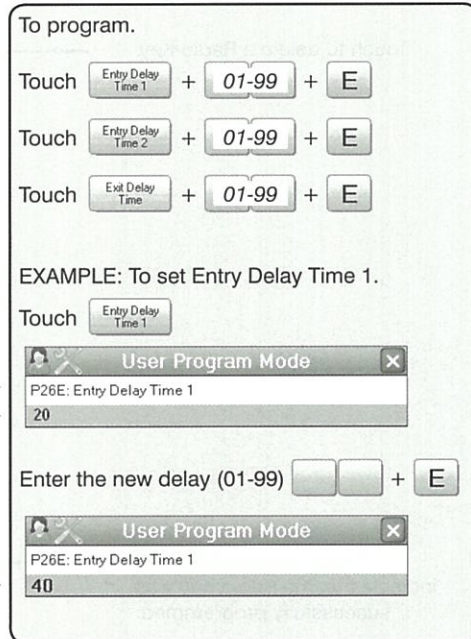 To program.
Touch Entry Delay Time 1 + 01-99 + E
Touch Entry Delay Time 2 + 01-99 + E
Touch Exit Delay Time + 01-99 + E
EXAMPLE: To set Entry Delay Time 1.
Touch Entry Delay Time 1
User Program Mode
P26E: Entry Delay Time 1
20
Enter the new delay (01-99) + E
User Program Mode
P26E: Entry Delay Time 1
40